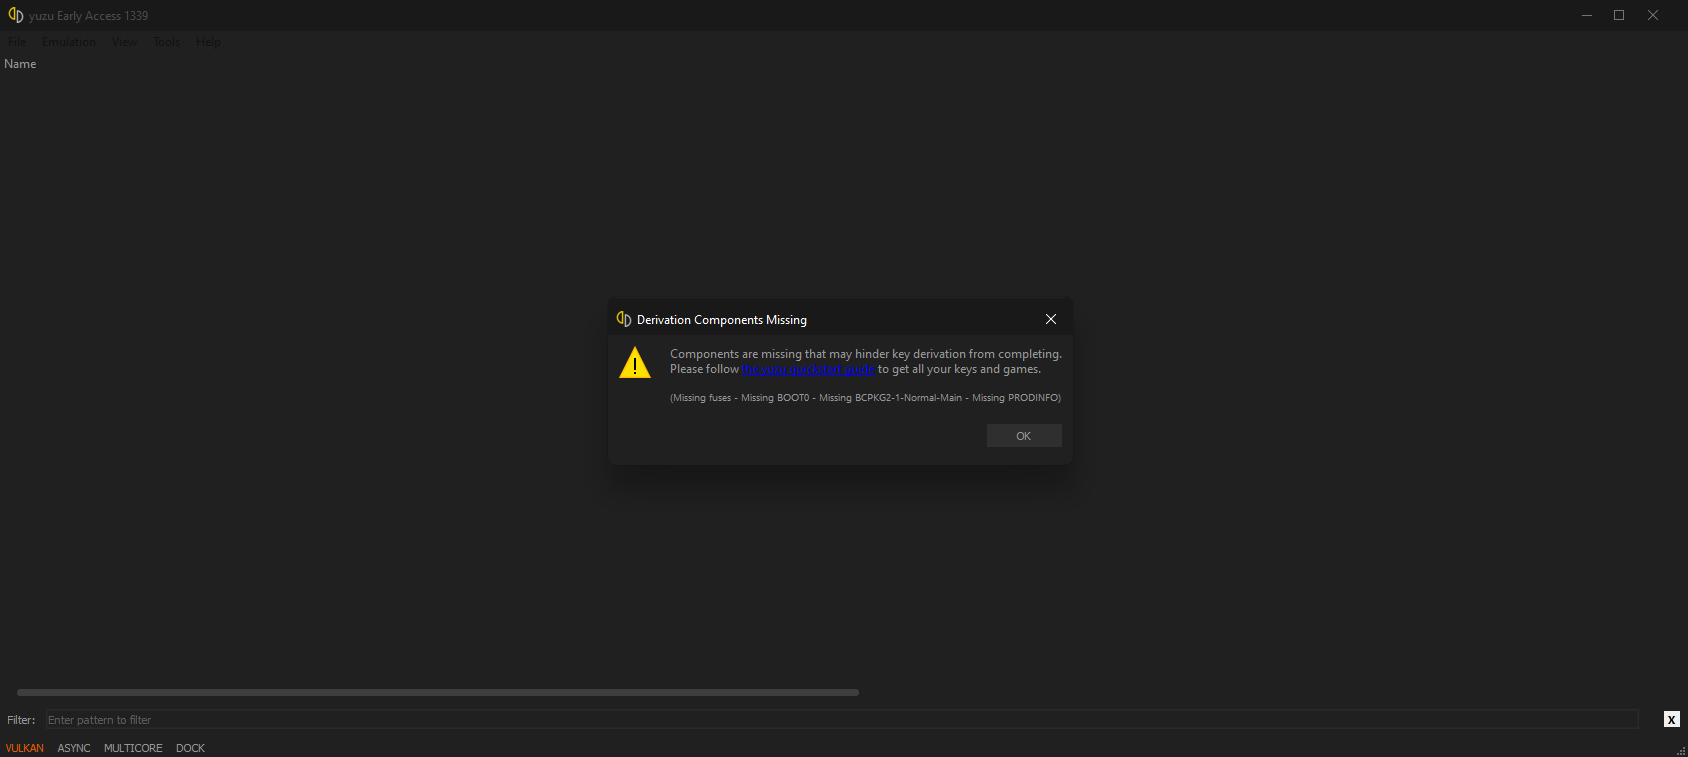 yuzu Early Access 1339
File Emulation View Tools Help
Name
Derivation Components Missing
Components are missing that may hinder key derivation from completing.
Please follow the yuzu quickstart guide to get all your keys and games.
(Missing fuses - Missing BOOT0 - Missing BCPKG2-1-Normal-Main - Missing PRODINFO)
OK
Filter: Enter pattern to filter X
VULKAN ASYNC MULTICORE DOCK